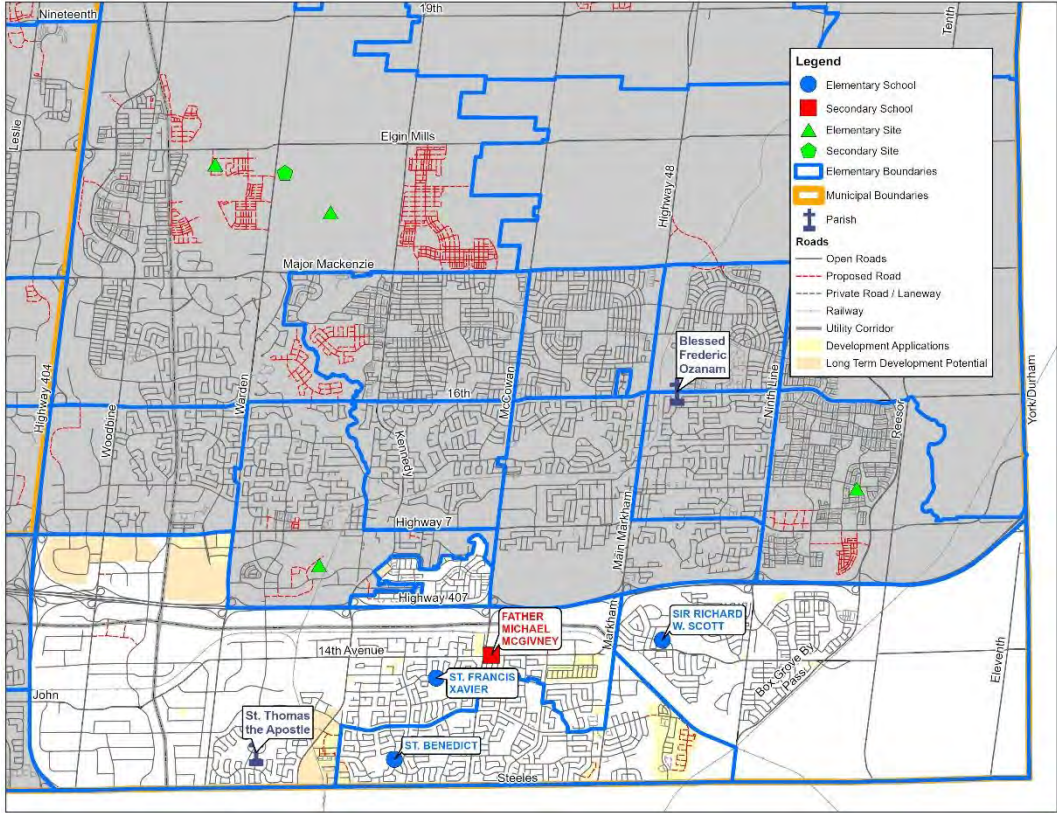 Nineteenth
19th
Tenth
Leslie
Legend
Elementary School
Secondary School
Elementary Site
Secondary Site
Elementary Boundaries
Municipal Boundaries
Parish
Roads
Open Roads
Proposed Road
Private Road / Laneway
Railway
Utility Corridor
Development Applications
Long Term Development Potential
Elgin Mills
Highway 48
Major Mackenzie
Blessed
Frederic
Ozanam
Highway 404
Woodbine
Warden
16th
Kennedy
McCowan
Ninth Line
Reesor
York/Durham
Highway 7
Main Markham
Highway 407
Markham
FATHER
MICHAEL
MCGIVNEY
SIR RICHARD
W. SCOTT
14th Avenue
ST. FRANCIS
XAVIER
Box Grove By
Pass
Eleventh
John
St. Thomas
the Apostle
ST. BENEDICT
Steeles